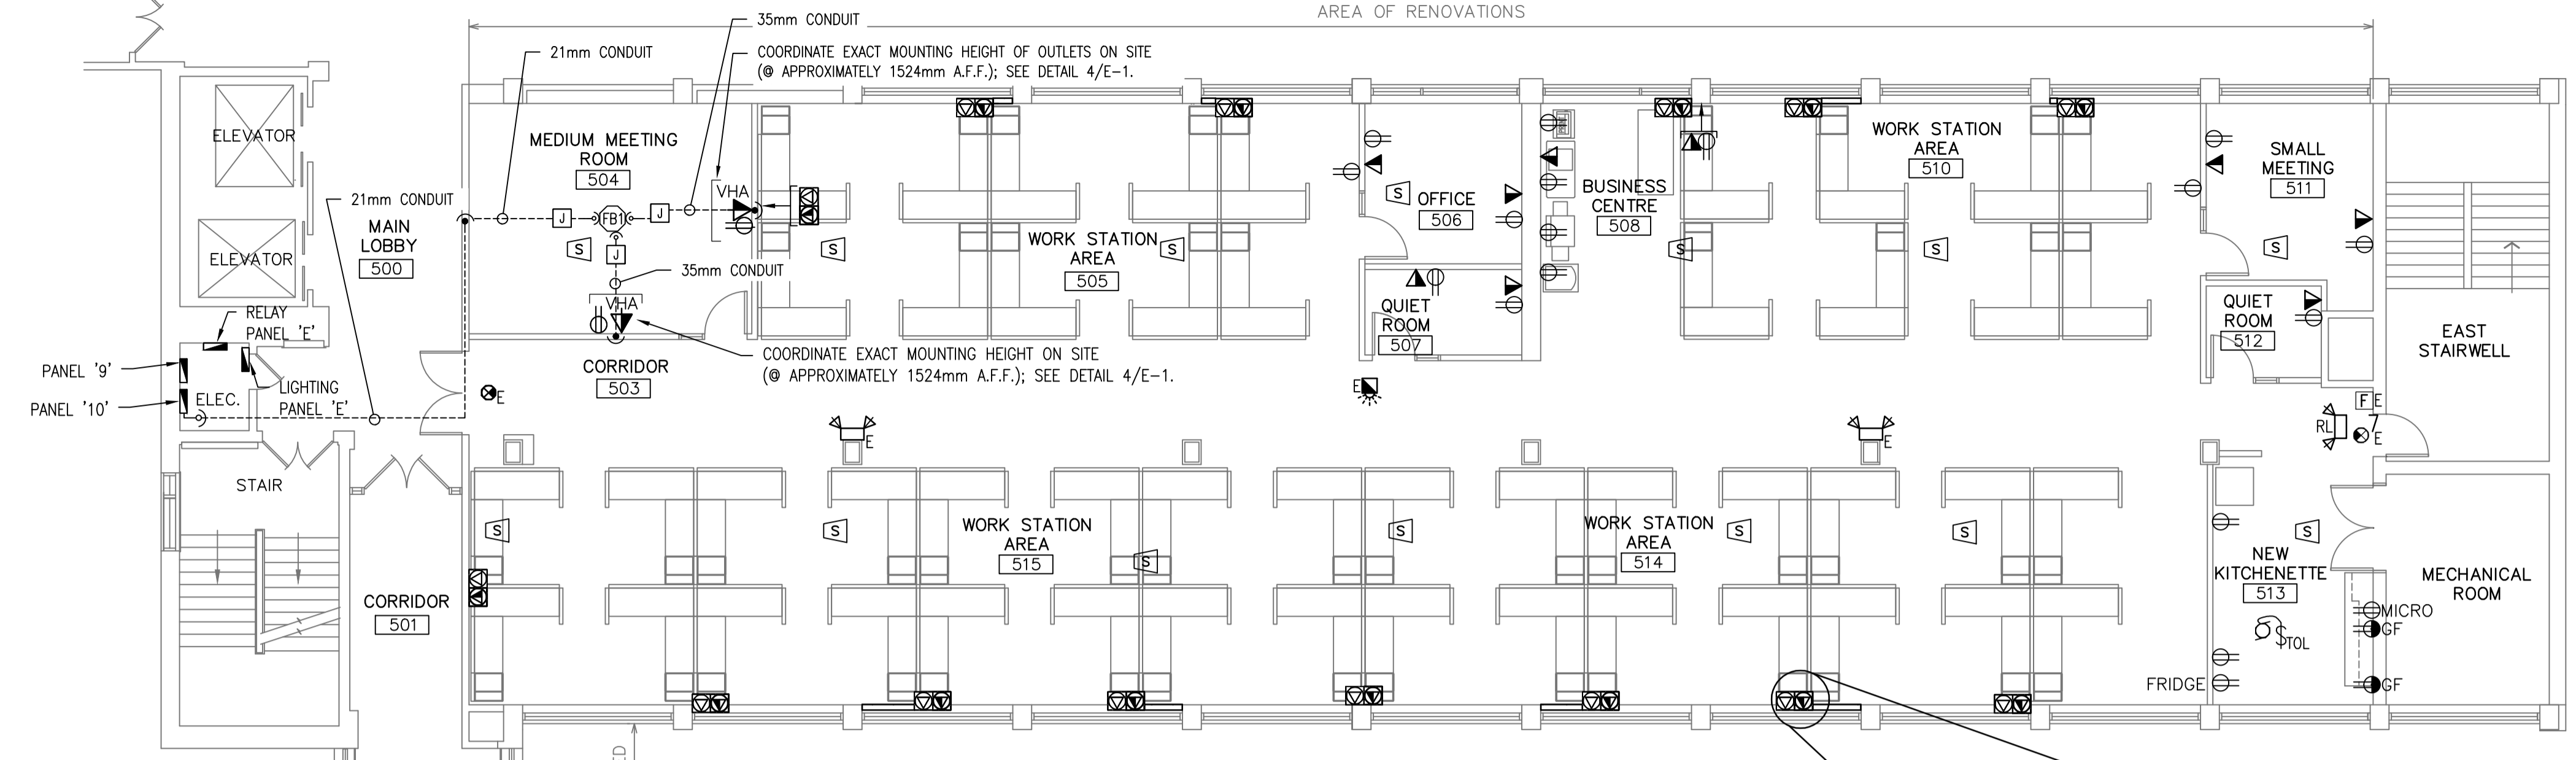 AREA OF RENOVATIONS
35mm CONDUIT
21mm CONDUIT
COORDINATE EXACT MOUNTING HEIGHT OF OUTLETS ON SITE
(@ APPROXIMATELY 1524mm A.F.F.); SEE DETAIL 4/E-1.
ELEVATOR
ELEVATOR
21mm CONDUIT
MAIN
LOBBY
500
MEDIUM MEETING
ROOM
504
VHA
J
FB1
J
J
S
35mm CONDUIT
VHA
S
WORK STATION
AREA
505
S
S
OFFICE
506
QUIET
ROOM
507
BUSINESS
CENTRE
508
S
WORK STATION
AREA
510
S
SMALL
MEETING
511
S
QUIET
ROOM
512
EAST
STAIRWELL
RELAY
PANEL 'E'
PANEL '9'
PANEL '10'
ELEC.
LIGHTING
PANEL 'E'
CORRIDOR
503
COORDINATE EXACT MOUNTING HEIGHT ON SITE
(@ APPROXIMATELY 1524mm A.F.F.); SEE DETAIL 4/E-1.
E
E
E
E
F E
RL
7
E
STAIR
CORRIDOR
501
S
S
WORK STATION
AREA
515
S
S
WORK STATION
AREA
514
S
S
S
NEW
KITCHENETTE
513
TOL
MICRO
GF
FRIDGE
GF
MECHANICAL
ROOM